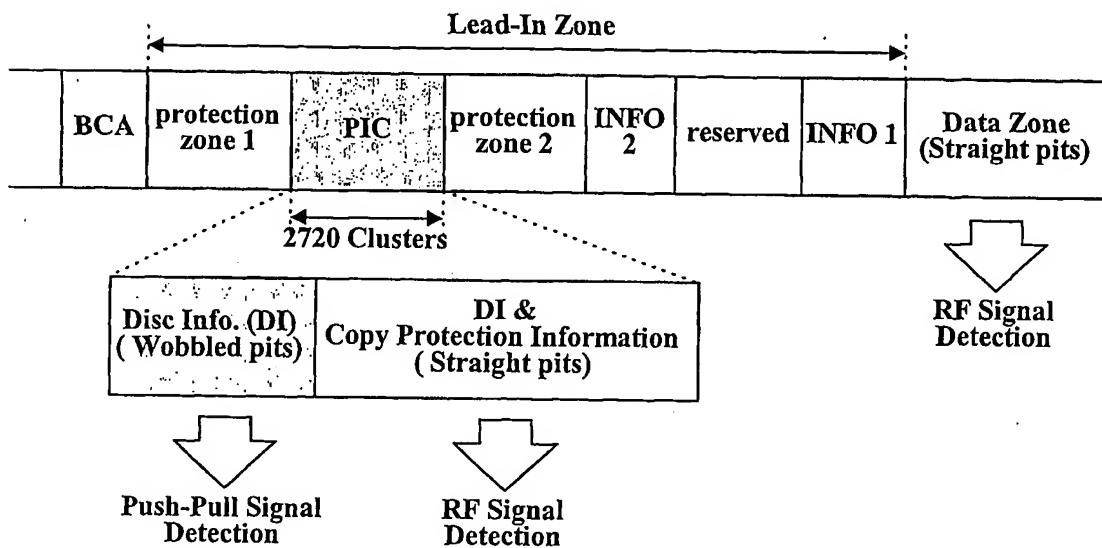 Lead-In Zone
BCA
protection
zone 1
PIC
protection
zone 2
INFO
2
reserved
INFO 1
Data Zone
(Straight pits)
2720 Clusters
Disc Info. (DI)
( Wobbled pits)
DI &
Copy Protection Information
( Straight pits)
RF Signal
Detection
Push-Pull Signal
Detection
RF Signal
Detection